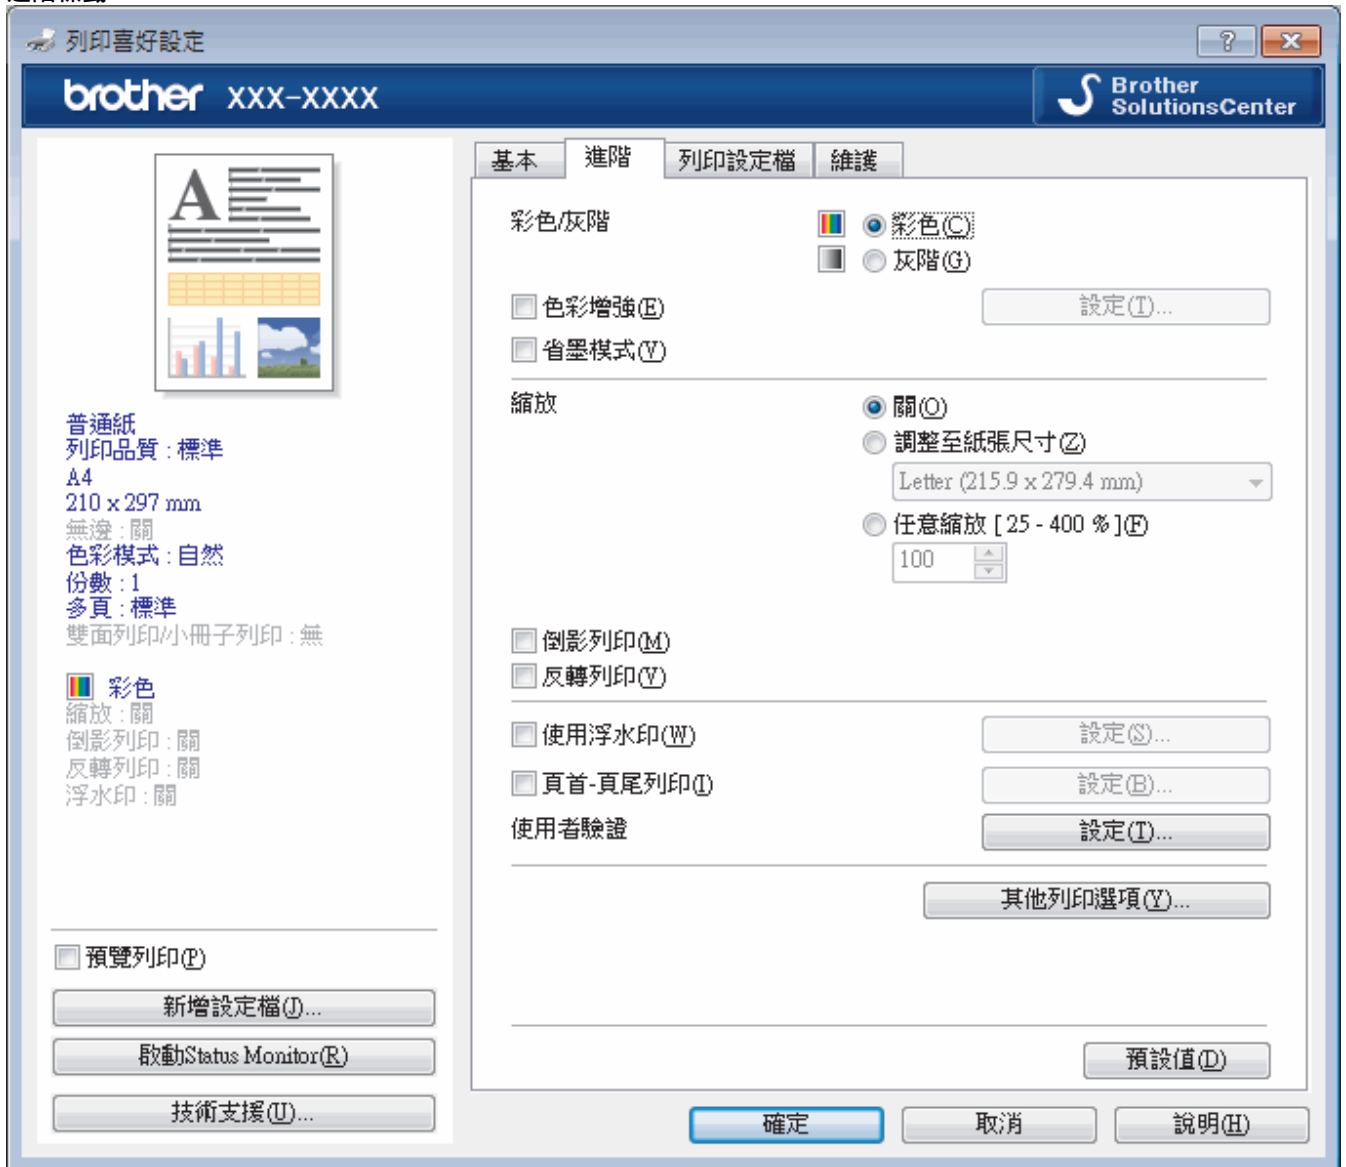 列印喜好設定
brother XXX-XXXX
Brother
SolutionsCenter
A
普通紙
列印品質 : 標準
A4
210 x 297 mm
無邊 : 關
色彩模式 : 自然
份數 : 1
多頁 : 標準
雙面列印/小冊子列印 : 無
彩色
縮放 : 關
倒影列印 : 關
反轉列印 : 關
浮水印 : 關
預覽列印(P)
新增設定檔(J)...
啟動Status Monitor(R)
技術支援(U)...
基本 進階 列印設定檔 維護
彩色/灰階 彩色(C)
灰階(G)
色彩增強(E) 設定(T)...
省墨模式(V)
縮放 關(O)
調整至紙張尺寸(Z)
Letter (215.9 x 279.4 mm)
任意縮放 [ 25 - 400 % ](F)
100
倒影列印(M)
反轉列印(V)
使用浮水印(W) 設定(S)...
頁首-頁尾列印(I) 設定(B)...
使用者驗證 設定(T)...
其他列印選項(Y)...
預設值(D)
確定 取消 說明(H)